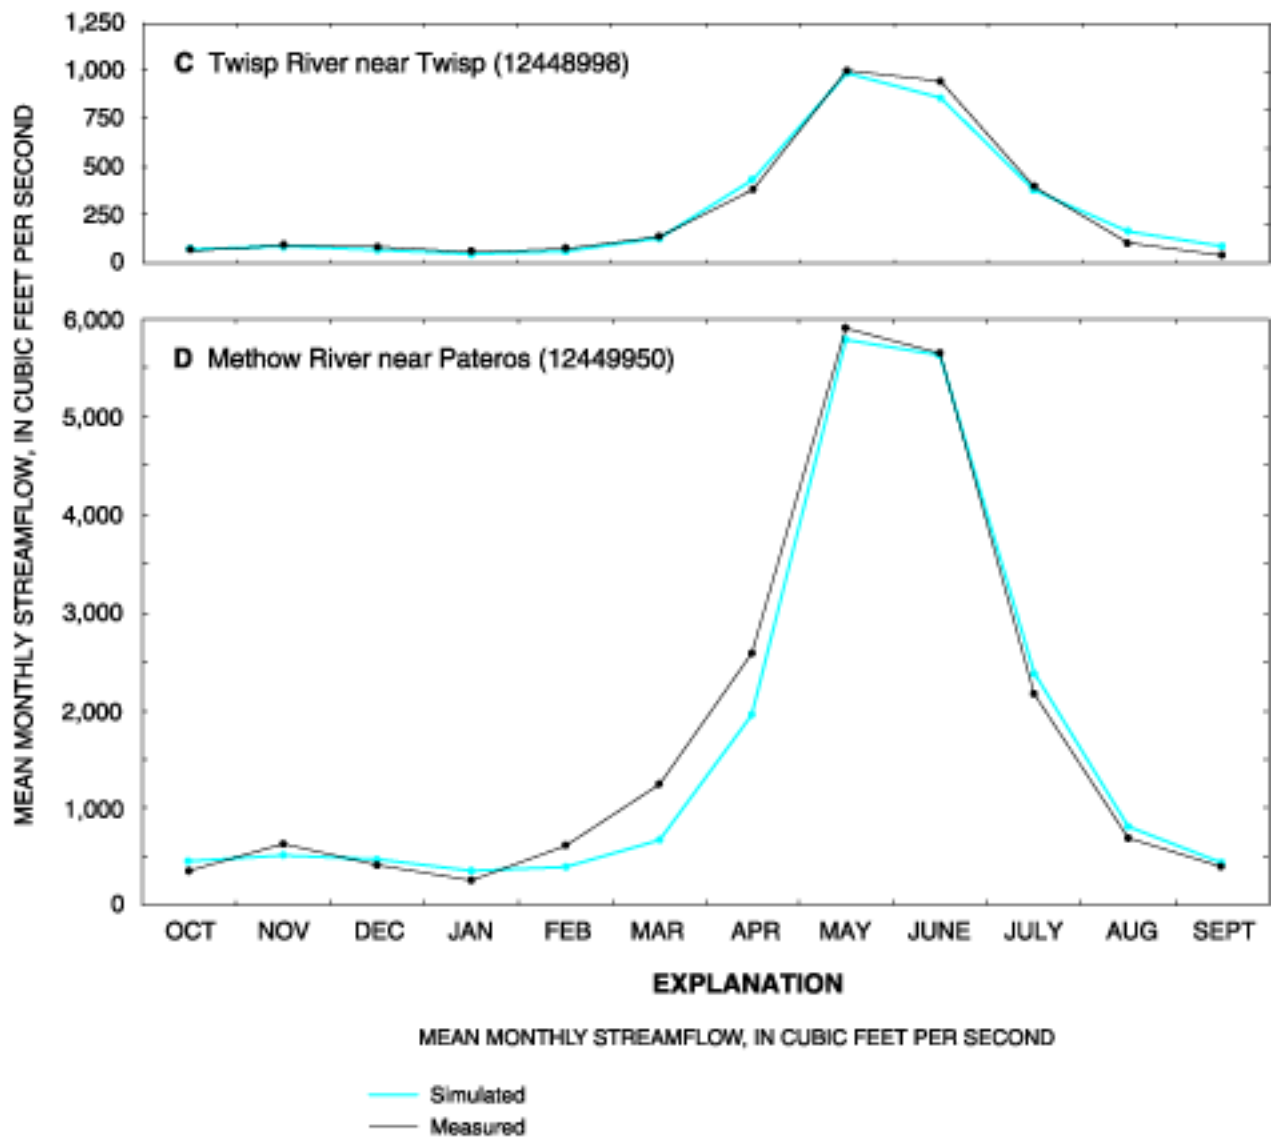 MEAN MONTHLY STREAMFLOW, IN CUBIC FEET PER SECOND
1,250
1,000
750
500
250
0
C Twisp River near Twisp (12448998)
6,000
5,000
4,000
3,000
2,000
1,000
0
D Methow River near Pateros (12449950)
OCT NOV DEC JAN FEB MAR APR MAY JUNE JULY AUG SEPT
EXPLANATION
MEAN MONTHLY STREAMFLOW, IN CUBIC FEET PER SECOND
Simulated
Measured